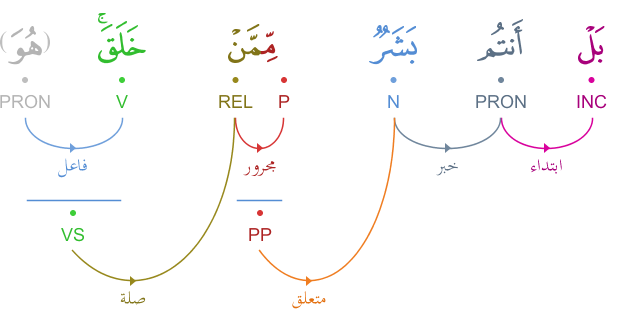 بَلْ أَنتُم بَشَرٌ مِّمَّنْ خَلَقَ ۚ (هُوَ)
INC PRON N P REL V PRON
ابتداء خبر مجرور فاعل
PP VS
متعلق صلة